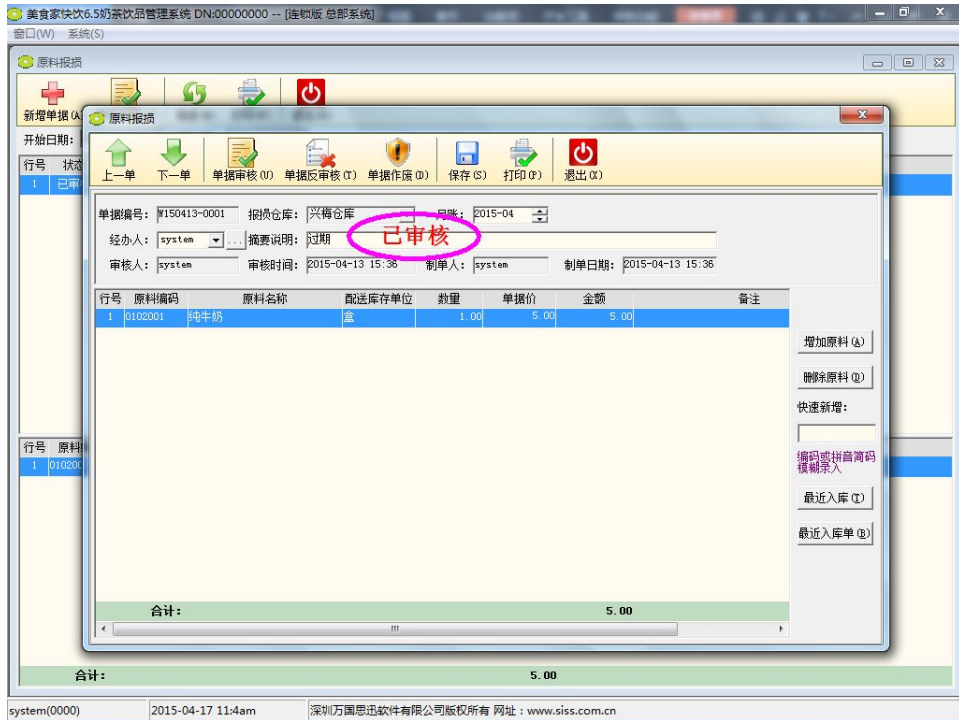 美食家快饮6.5奶茶饮品管理系统 DN:00000000 -- [连锁版 总部系统]
窗口(W) 系统(S)
原料报损
新增单据(A
原料报损
开始日期:
上一单 下一单 单据审核(U) 单据反审核(T) 单据作废(D) 保存(S) 打印(P) 退出(X)
行号 状态
1 已审
单据编号: W150413-0001 报损仓库: 兴梅仓库 月账: 2015-04
经办人: system ... 摘要说明: 过期 已审核
审核人: system 审核时间: 2015-04-13 15:36 制单人: system 制单日期: 2015-04-13 15:36
行号 原料编码 原料名称 配送库存单位 数量 单据价 金额 备注
1 0102001 纯牛奶 盒 1.00 5.00 5.00
增加原料(A)
删除原料(D)
快速新增:
编码或拼音简码
模糊录入
最近入库(I)
最近入库单(B)
行号 原料
1 010200
合计: 5.00
合计: 5.00
system(0000) 2015-04-17 11:4am 深圳万国思迅软件有限公司版权所有 网址：www.siss.com.cn